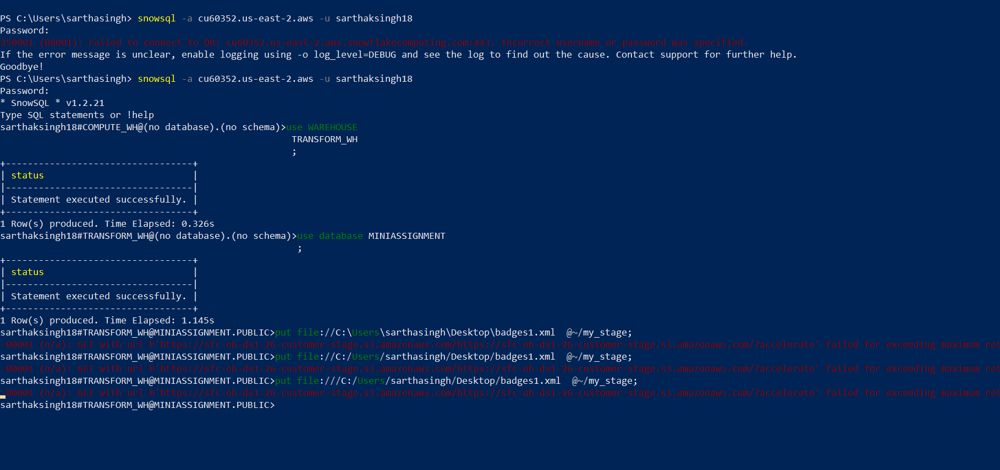 PS C:\Users\sarthasingh> snowsql -a cu60352.us-east-2.aws -u sarthaksingh18
Password:
250001 (08001): Failed to connect to DB: cu60352.us-east-2.aws.snowflakecomputing.com:443. Incorrect username or password was specified.
If the error message is unclear, enable logging using -o log_level=DEBUG and see the log to find out the cause. Contact support for further help.
Goodbye!
PS C:\Users\sarthasingh> snowsql -a cu60352.us-east-2.aws -u sarthaksingh18
Password:
* SnowSQL * v1.2.21
Type SQL statements or !help
sarthaksingh18#COMPUTE_WH@(no database).(no schema)>use WAREHOUSE
TRANSFORM_WH
;
+----------------------------------+
| status                           |
|----------------------------------|
| Statement executed successfully. |
+----------------------------------+
1 Row(s) produced. Time Elapsed: 0.326s
sarthaksingh18#TRANSFORM_WH@(no database).(no schema)>use database MINIASSIGNMENT
;
+----------------------------------+
| status                           |
|----------------------------------|
| Statement executed successfully. |
+----------------------------------+
1 Row(s) produced. Time Elapsed: 1.145s
sarthaksingh18#TRANSFORM_WH@MINIASSIGNMENT.PUBLIC>put file://C:\Users\sarthasingh\Desktop\badges1.xml  @~/my_stage;
-00001 (n/a): GET with url b'https://sfc-oh-ds1-26-customer-stage.s3.amazonaws.com/https://sfc-oh-ds1-26-customer-stage.s3.amazonaws.com/?accelerate' failed for exceeding maximum ret
sarthaksingh18#TRANSFORM_WH@MINIASSIGNMENT.PUBLIC>put file://C:/Users/sarthasingh/Desktop/badges1.xml  @~/my_stage;
-00001 (n/a): GET with url b'https://sfc-oh-ds1-26-customer-stage.s3.amazonaws.com/https://sfc-oh-ds1-26-customer-stage.s3.amazonaws.com/?accelerate' failed for exceeding maximum ret
sarthaksingh18#TRANSFORM_WH@MINIASSIGNMENT.PUBLIC>put file:///C:/Users/sarthasingh/Desktop/badges1.xml  @~/my_stage;
-00001 (n/a): GET with url b'https://sfc-oh-ds1-26-customer-stage.s3.amazonaws.com/https://sfc-oh-ds1-26-customer-stage.s3.amazonaws.com/?accelerate' failed for exceeding maximum ret
sarthaksingh18#TRANSFORM_WH@MINIASSIGNMENT.PUBLIC>